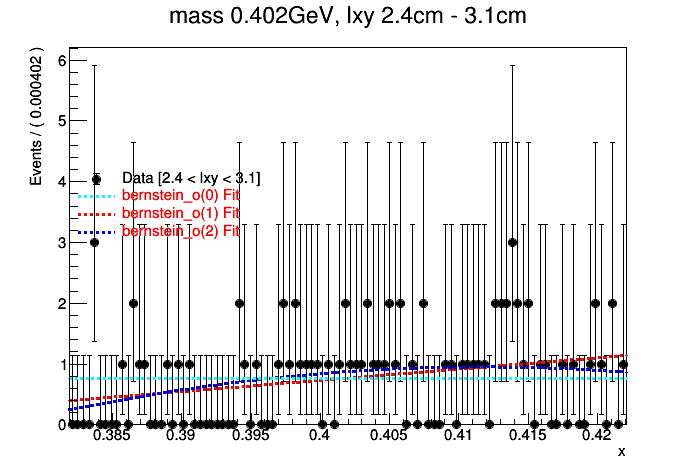 mass 0.402GeV, lxy 2.4cm - 3.1cm
Events / ( 0.000402 )
6
5
4
3
2
1
0
Data [2.4 < lxy < 3.1]
bernstein_o(0) Fit
bernstein_o(1) Fit
bernstein_o(2) Fit
0.385 0.39 0.395 0.4 0.405 0.41 0.415 0.42
x